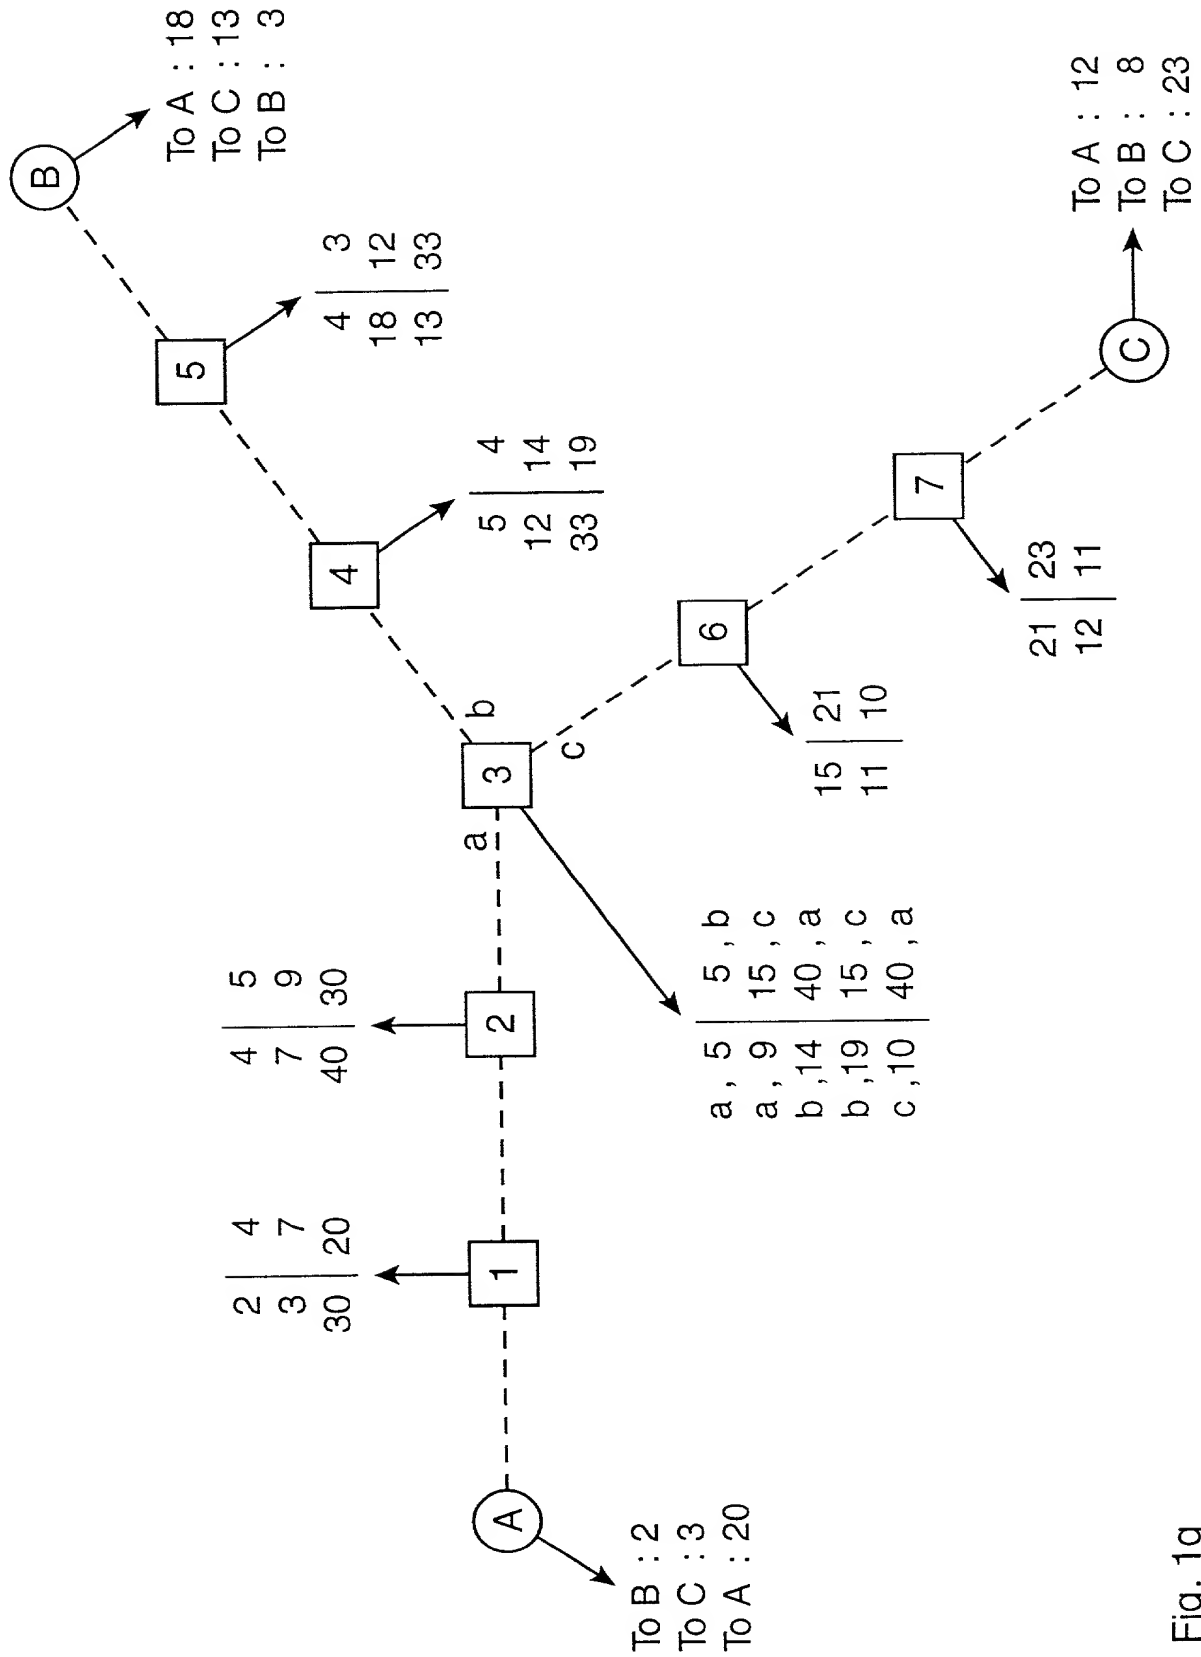 B
To A : 18
To C : 13
To B : 3
5
4 | 3
18 | 12
13 | 33
4
5 | 4
12 | 14
33 | 19
2 | 4
3 | 7
30 | 20
4 | 5
7 | 9
40 | 30
A
1
2
a
3
b
c
To B : 2
To C : 3
To A : 20
a , 5 | 5 , b
a , 9 | 15 , c
b ,14 | 40 , a
b ,19 | 15 , c
c ,10 | 40 , a
6
15 | 21
11 | 10
7
21 | 23
12 | 11
C
To A : 12
To B : 8
To C : 23
Fig. 1a